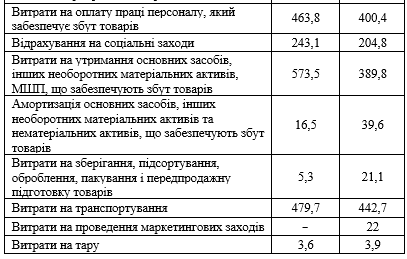 Витрати на оплату праці персоналу, який
забезпечує збут товарів
463,8
400,4
Відрахування на соціальні заходи
243,1
204,8
Витрати на утримання основних засобів,
інших необоротних матеріальних активів,
МШП, що забезпечують збут товарів
573,5
389,8
Амортизація основних засобів, інших
необоротних матеріальних активів та
нематеріальних активів, що забезпечують збут
товарів
16,5
39,6
Витрати на зберігання, підсортування,
оброблення, пакування і передпродажну
підготовку товарів
5,3
21,1
Витрати на транспортування
479,7
442,7
Витрати на проведення маркетингових заходів
–
22
Витрати на тару
3,6
3,9